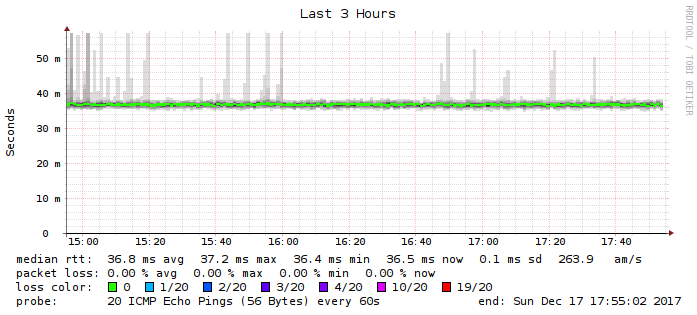 Last 3 Hours
RRDTOOL / TOBI OETIKER
Seconds
50 m
40 m
30 m
20 m
10 m
0
15:00 15:20 15:40 16:00 16:20 16:40 17:00 17:20 17:40
median rtt: 36.8 ms avg 37.2 ms max 36.4 ms min 36.5 ms now 0.1 ms sd 263.9 am/s
packet loss: 0.00 % avg 0.00 % max 0.00 % min 0.00 % now
loss color: 0 1/20 2/20 3/20 4/20 10/20 19/20
probe: 20 ICMP Echo Pings (56 Bytes) every 60s end: Sun Dec 17 17:55:02 2017